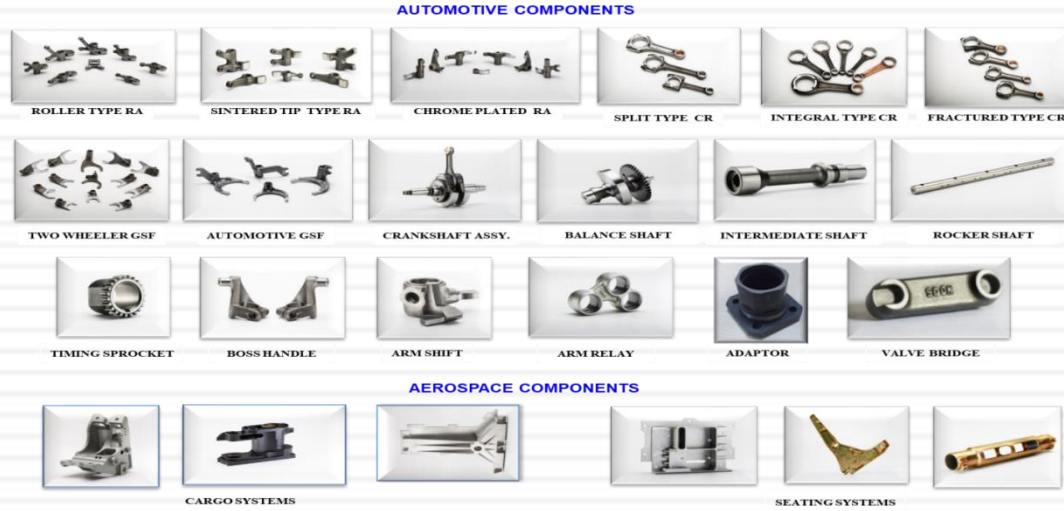 AUTOMOTIVE COMPONENTS
ROLLER TYPE RA
SINTERED TIP TYPE RA
CHROME PLATED RA
SPLIT TYPE CR
INTEGRAL TYPE CR
FRACTURED TYPE CR
TWO WHEELER GSF
AUTOMOTIVE GSF
CRANKSHAFT ASSY.
BALANCE SHAFT
INTERMEDIATE SHAFT
ROCKER SHAFT
TIMING SPROCKET
BOSS HANDLE
ARM SHIFT
ARM RELAY
ADAPTOR
VALVE BRIDGE
AEROSPACE COMPONENTS
CARGO SYSTEMS
SEATING SYSTEMS